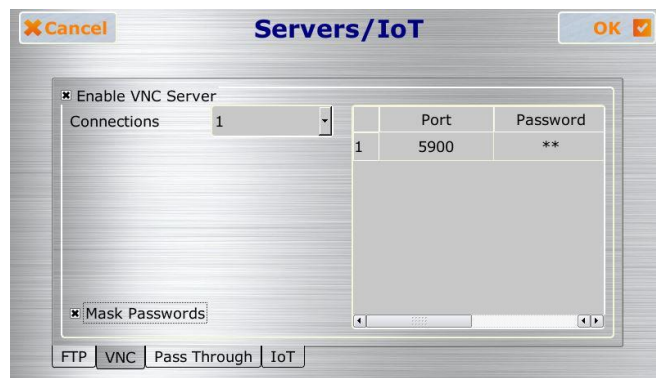 Cancel
Servers/IoT
OK
Enable VNC Server
Connections
1
Port
Password
1
5900
**
Mask Passwords
FTP
VNC
Pass Through
IoT